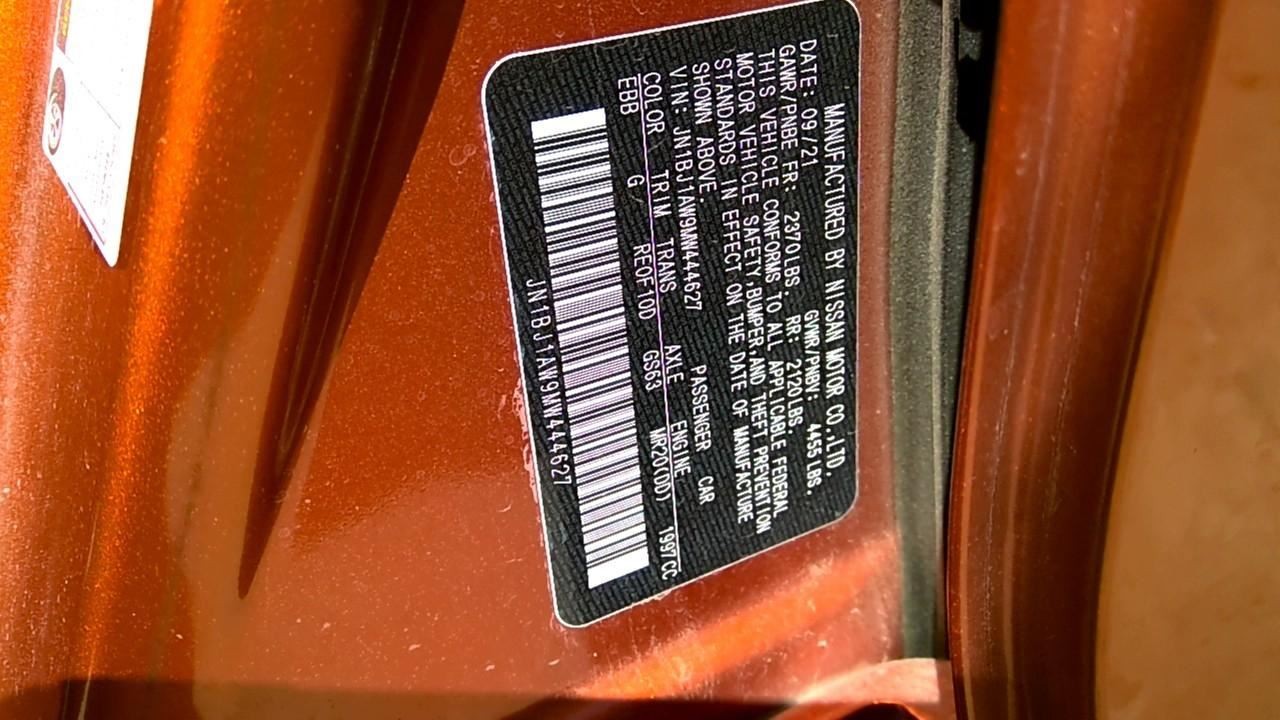 MANUFACTURED BY NISSAN MOTOR CO.,LTD.
DATE: 09/21 GVWR/PNBV: 4455 LBS.
GAWR/PNBE FR: 2370LBS. RR: 2120LBS.
THIS VEHICLE CONFORMS TO ALL APPLICABLE FEDERAL
MOTOR VEHICLE SAFETY,BUMPER,AND THEFT PREVENTION
STANDARDS IN EFFECT ON THE DATE OF MANUFACTURE
SHOWN ABOVE.
VIN: JN1BJ1AW9MW444627 PASSENGER CAR
COLOR TRIM TRANS AXLE ENGINE
EBB G RE0F10D GS63 MR20(DD) 1997CC
JN1BJ1AW9MW444627